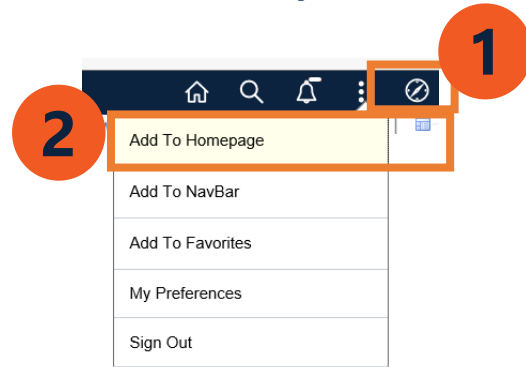 1
2
Add To Homepage
Add To NavBar
Add To Favorites
My Preferences
Sign Out